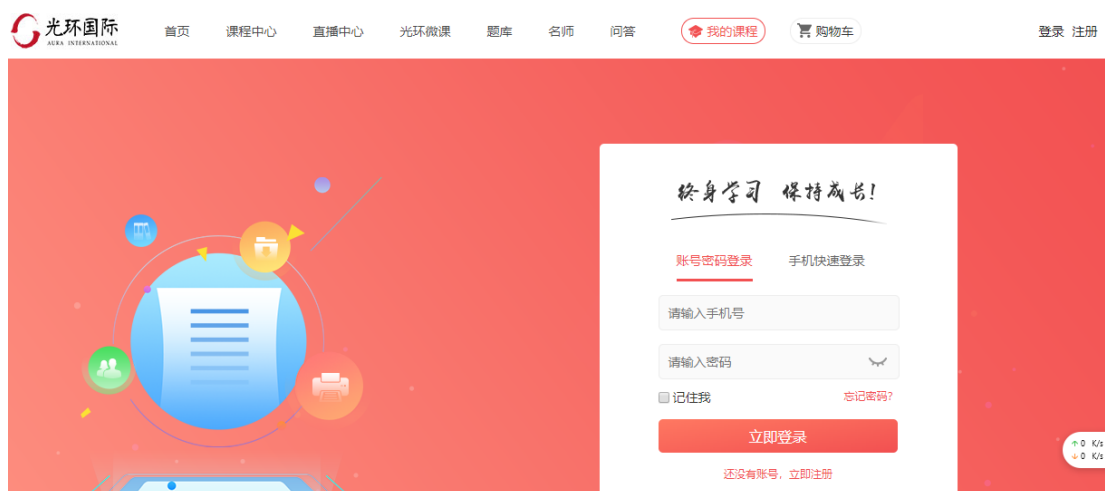 光环国际
AURA INTERNATIONAL
首页 课程中心 直播中心 光环微课 题库 名师 问答 我的课程 购物车 登录 注册
终身学习 保持成长!
账号密码登录 手机快速登录
请输入手机号
请输入密码
记住我 忘记密码?
立即登录
还没有账号，立即注册
0 K/s
0 K/s